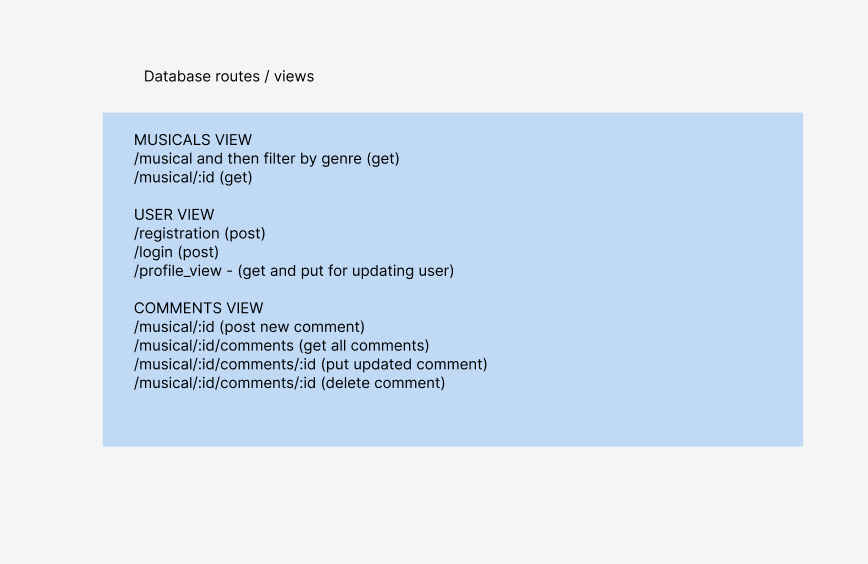 Database routes / views
MUSICALS VIEW
/musical and then filter by genre (get)
/musical/:id (get)
USER VIEW
/registration (post)
/login (post)
/profile_view - (get and put for updating user)
COMMENTS VIEW
/musical/:id (post new comment)
/musical/:id/comments (get all comments)
/musical/:id/comments/:id (put updated comment)
/musical/:id/comments/:id (delete comment)